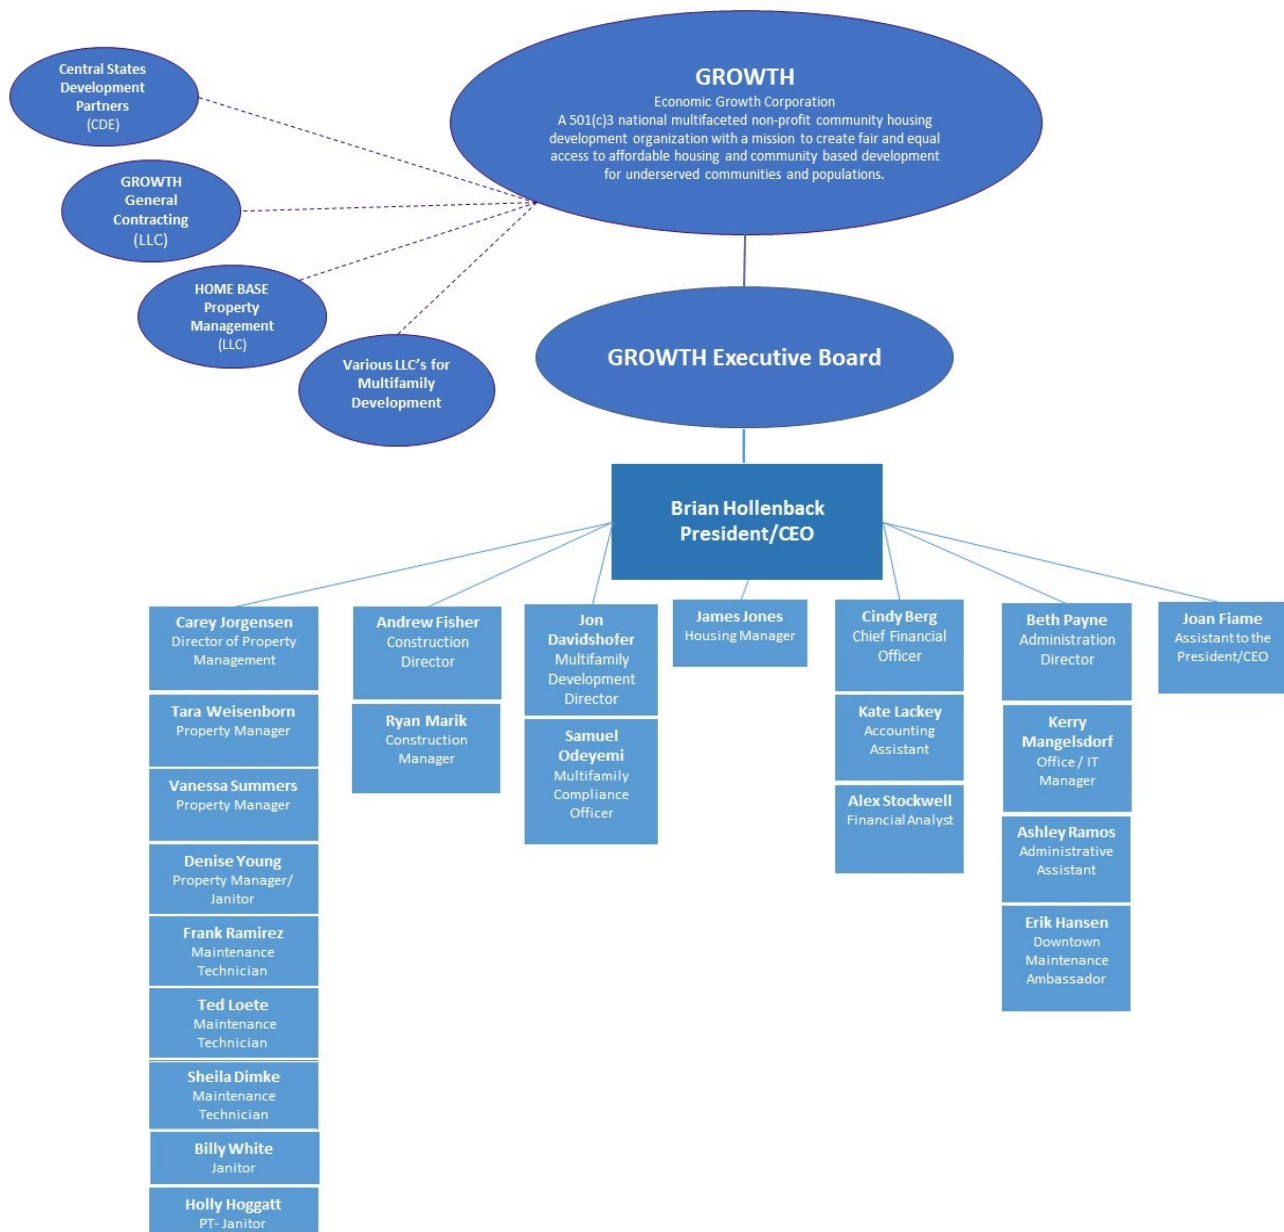 GROWTH
Economic Growth Corporation
A 501(c)3 national multifaceted non-profit community housing
development organization with a mission to create fair and equal
access to affordable housing and community based development
for underserved communities and populations.
Central States
Development
Partners
(CDE)
GROWTH
General
Contracting
(LLC)
HOME BASE
Property
Management
(LLC)
Various LLC's for
Multifamily
Development
GROWTH Executive Board
Brian Hollenback
President/CEO
Carey Jorgensen
Director of Property
Management
Tara Weisenborn
Property Manager
Vanessa Summers
Property Manager
Denise Young
Property Manager/
Janitor
Frank Ramirez
Maintenance
Technician
Ted Loete
Maintenance
Technician
Sheila Dimke
Maintenance
Technician
Billy White
Janitor
Holly Hoggatt
PT- Janitor
Andrew Fisher
Construction
Director
Ryan Marik
Construction
Manager
Jon
Davidshofer
Multifamily
Development
Director
Samuel
Odeyemi
Multifamily
Compliance
Officer
James Jones
Housing Manager
Cindy Berg
Chief Financial
Officer
Kate Lackey
Accounting
Assistant
Alex Stockwell
Financial Analyst
Beth Payne
Administration
Director
Kerry
Mangelsdorf
Office / IT
Manager
Ashley Ramos
Administrative
Assistant
Erik Hansen
Downtown
Maintenance
Ambassador
Joan Fiame
Assistant to the
President/CEO